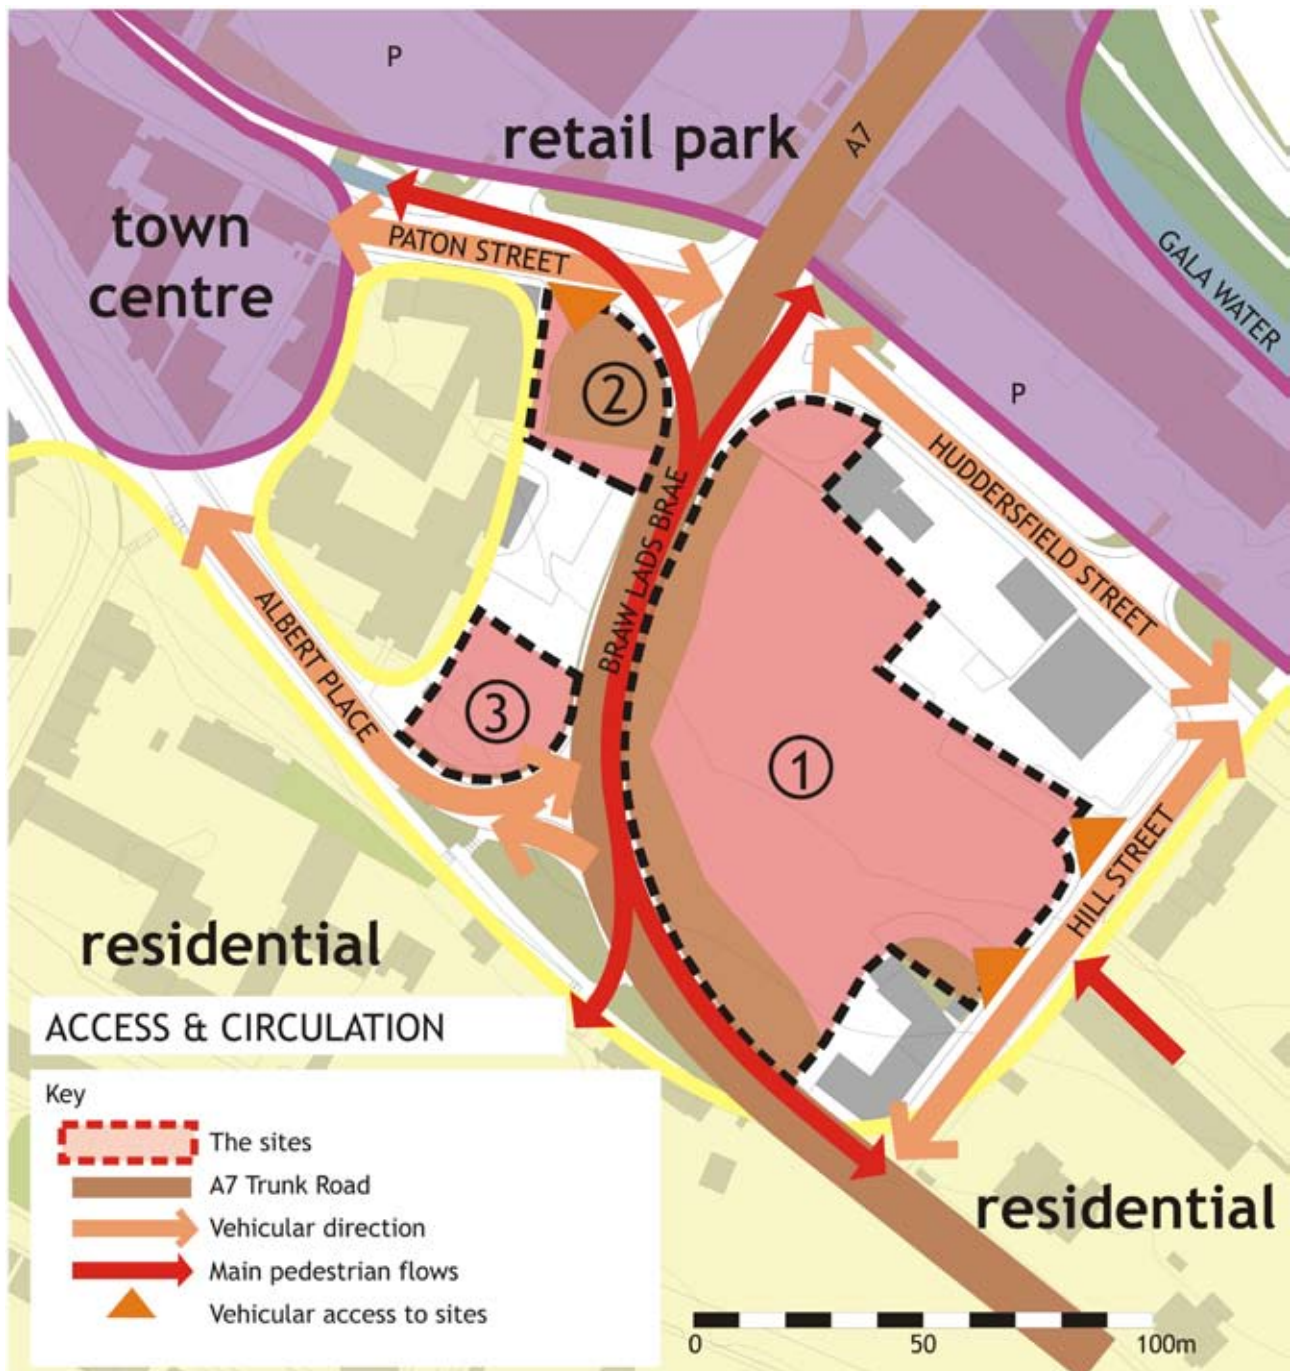 P
retail park
A7
town
centre
PATON STREET
GALA WATER
2
P
HUDDERSFIELD STREET
BRAW LADS BRAE
ALBERT PLACE
3
1
HILL STREET
residential
ACCESS & CIRCULATION
Key
The sites
A7 Trunk Road
Vehicular direction
Main pedestrian flows
Vehicular access to sites
residential
0 50 100m